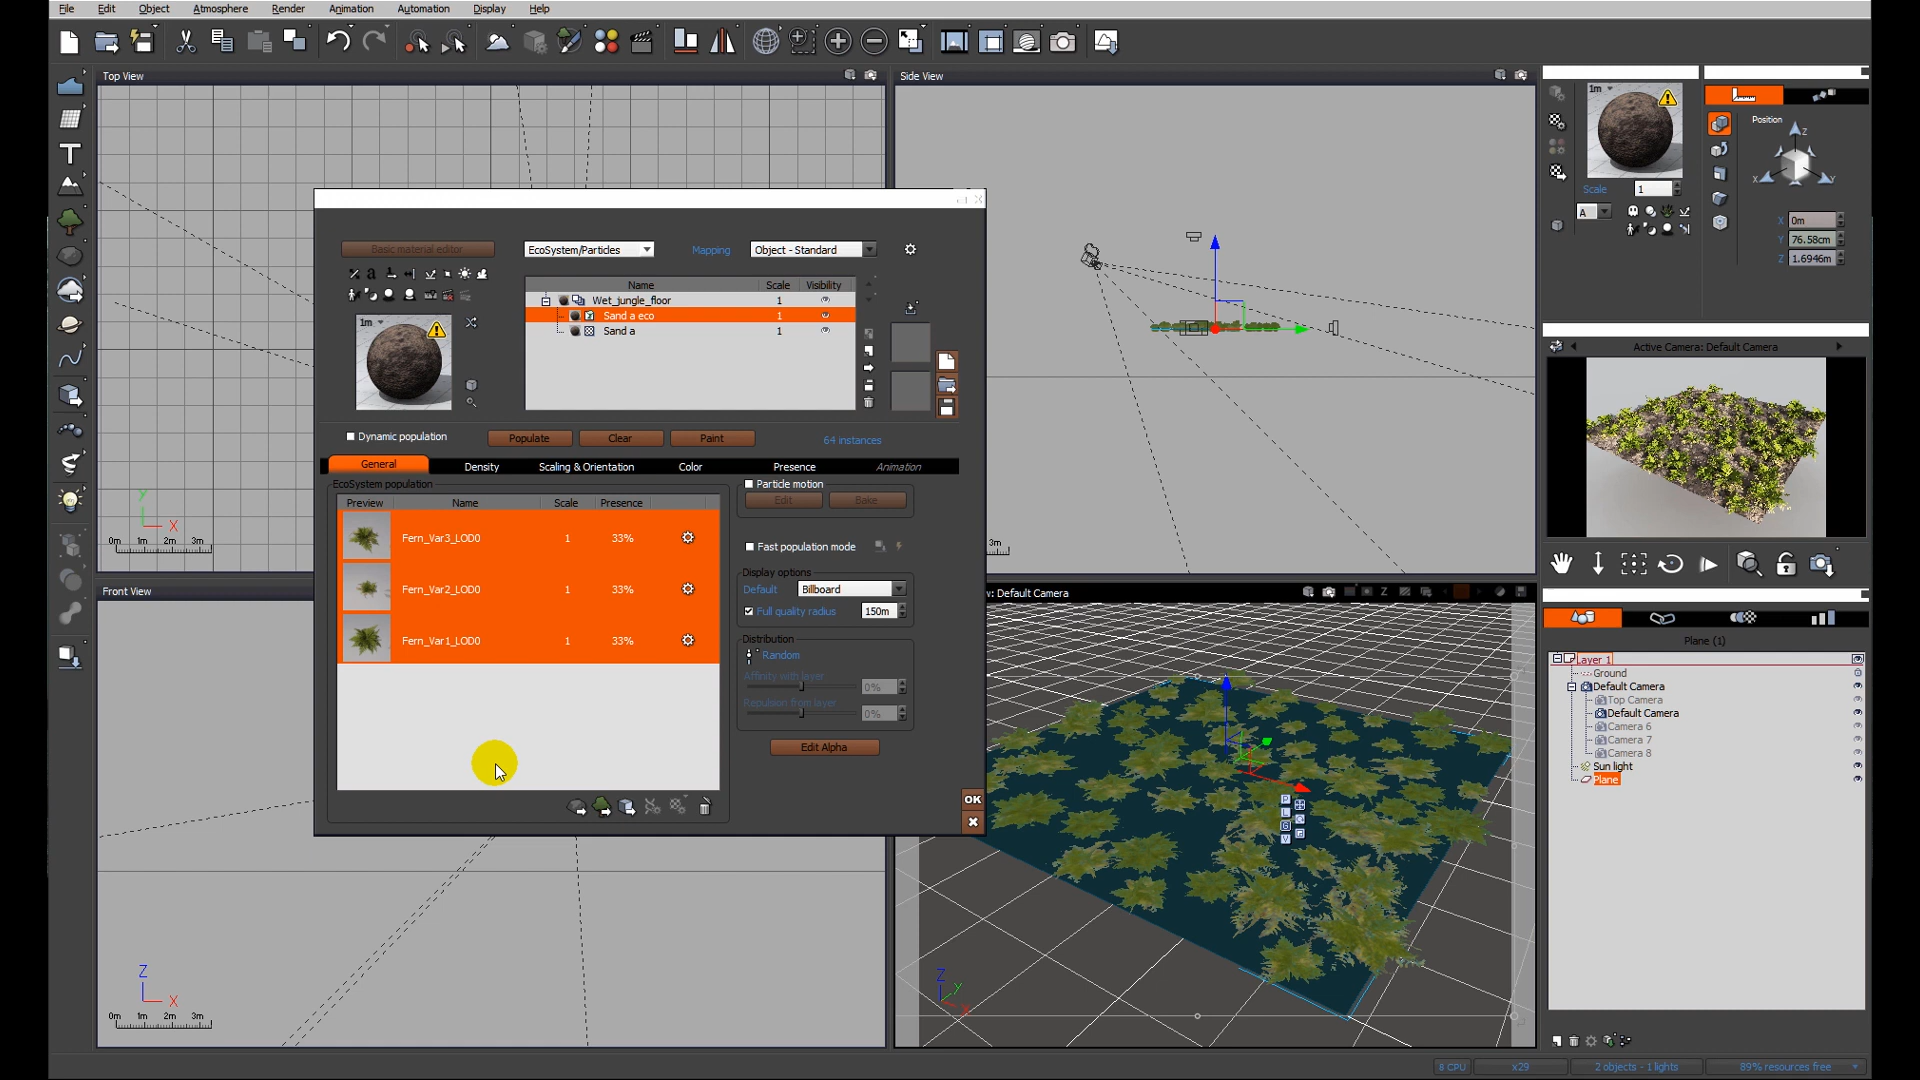 File Edit Object Atmosphere Render Animation Automation Display Help
Top View
Side View
Basic material editor
EcoSystem/Particles
Mapping
Object - Standard
Name Scale Visibility
Wet_jungle_floor 1
Sand a eco 1
Sand a 1
1m
Dynamic population
Populate
Clear
Paint
64 instances
General
Density
Scaling & Orientation
Color
Presence
Animation
EcoSystem population
Preview Name Scale Presence
Fern_Var3_LOD0 1 33%
Fern_Var2_LOD0 1 33%
Fern_Var1_LOD0 1 33%
Particle motion
Edit
Bake
Fast population mode
Display options
Default
Billboard
Full quality radius
150m
Distribution
Random
Affinity with layer
0%
Repulsion from layer
0%
Edit Alpha
OK
Y
X
0m 1m 2m 3m
Front View
Z
X
0m 1m 2m 3m
3m
w: Default Camera
Z
Z
Y
X
P
L
G
V
1m
Scale
1
A
Position
Z
X
Y
X 0m
Y 76.58cm
Z 1.6946m
Active Camera: Default Camera
Plane (1)
Layer 1
Ground
Default Camera
Top Camera
Default Camera
Camera 6
Camera 7
Camera 8
Sun light
Plane
8 CPU
x29
2 objects - 1 lights
89% resources free